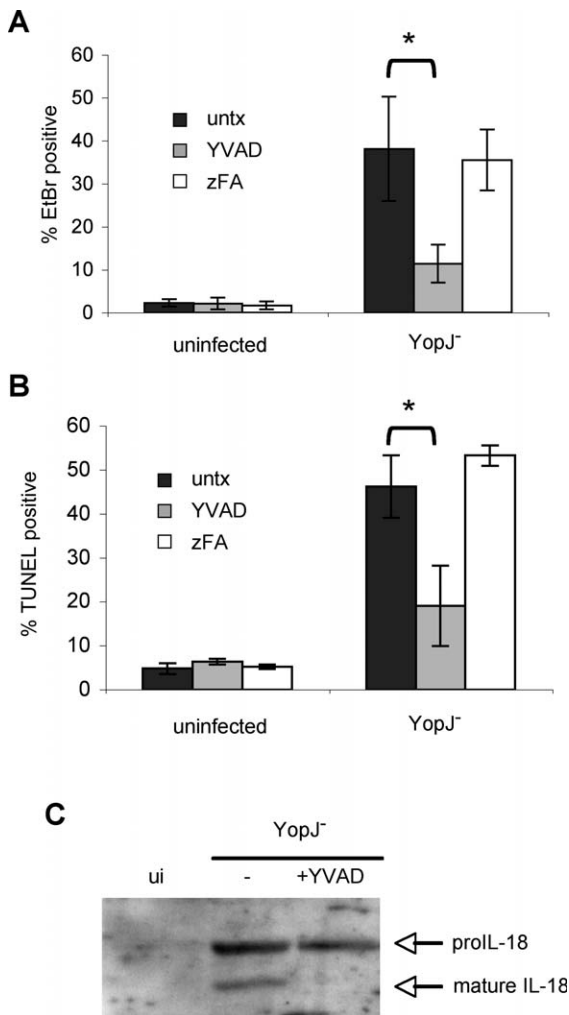 A
60
50
40
30
20
10
0
% EtBr positive
untx
YVAD
zFA
*
uninfected
YopJ-
B
60
50
40
30
20
10
0
% TUNEL positive
untx
YVAD
zFA
*
uninfected
YopJ-
C
YopJ-
ui - +YVAD
proIL-18
mature IL-18